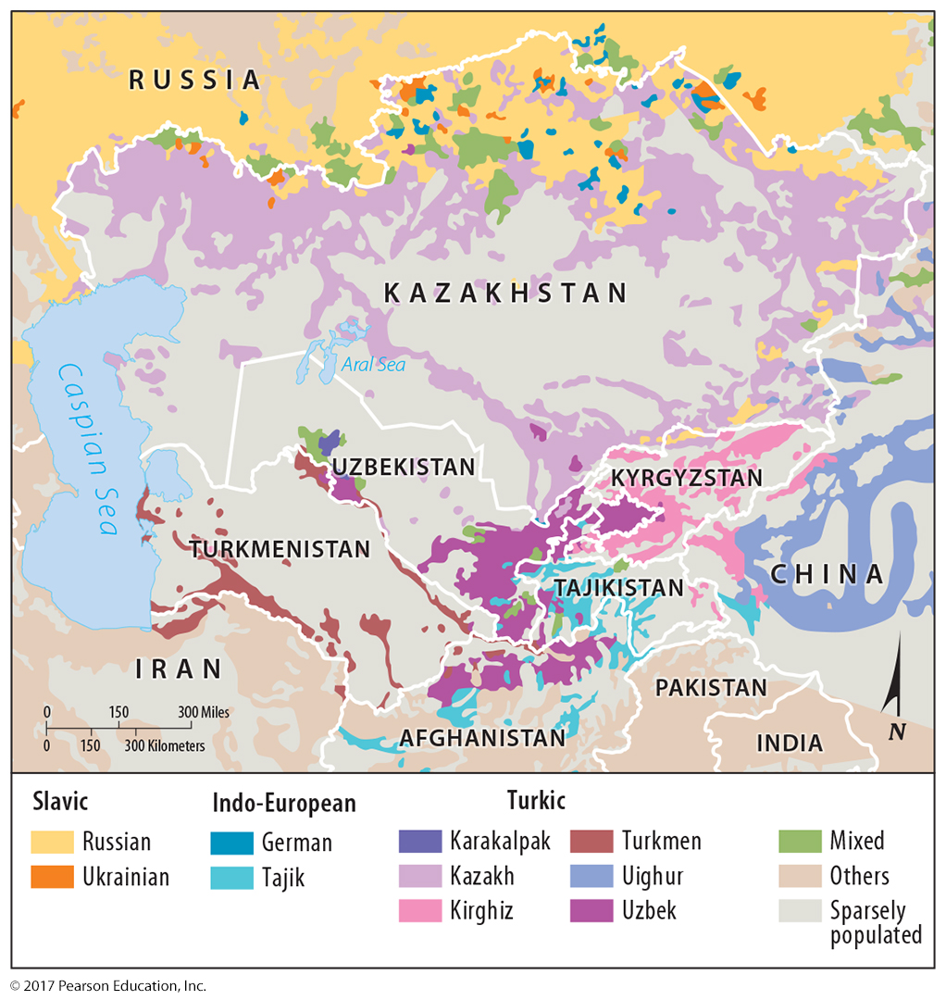 RUSSIA
KAZAKHSTAN
Aral Sea
Caspian Sea
UZBEKISTAN
KYRGYZSTAN
TURKMENISTAN
TAJIKISTAN
CHINA
IRAN
PAKISTAN
AFGHANISTAN
INDIA
0 150 300 Miles
0 150 300 Kilometers
N
Slavic
Russian
Ukrainian
Indo-European
German
Tajik
Turkic
Karakalpak
Kazakh
Kirghiz
Turkmen
Uighur
Uzbek
Mixed
Others
Sparsely
populated
© 2017 Pearson Education, Inc.